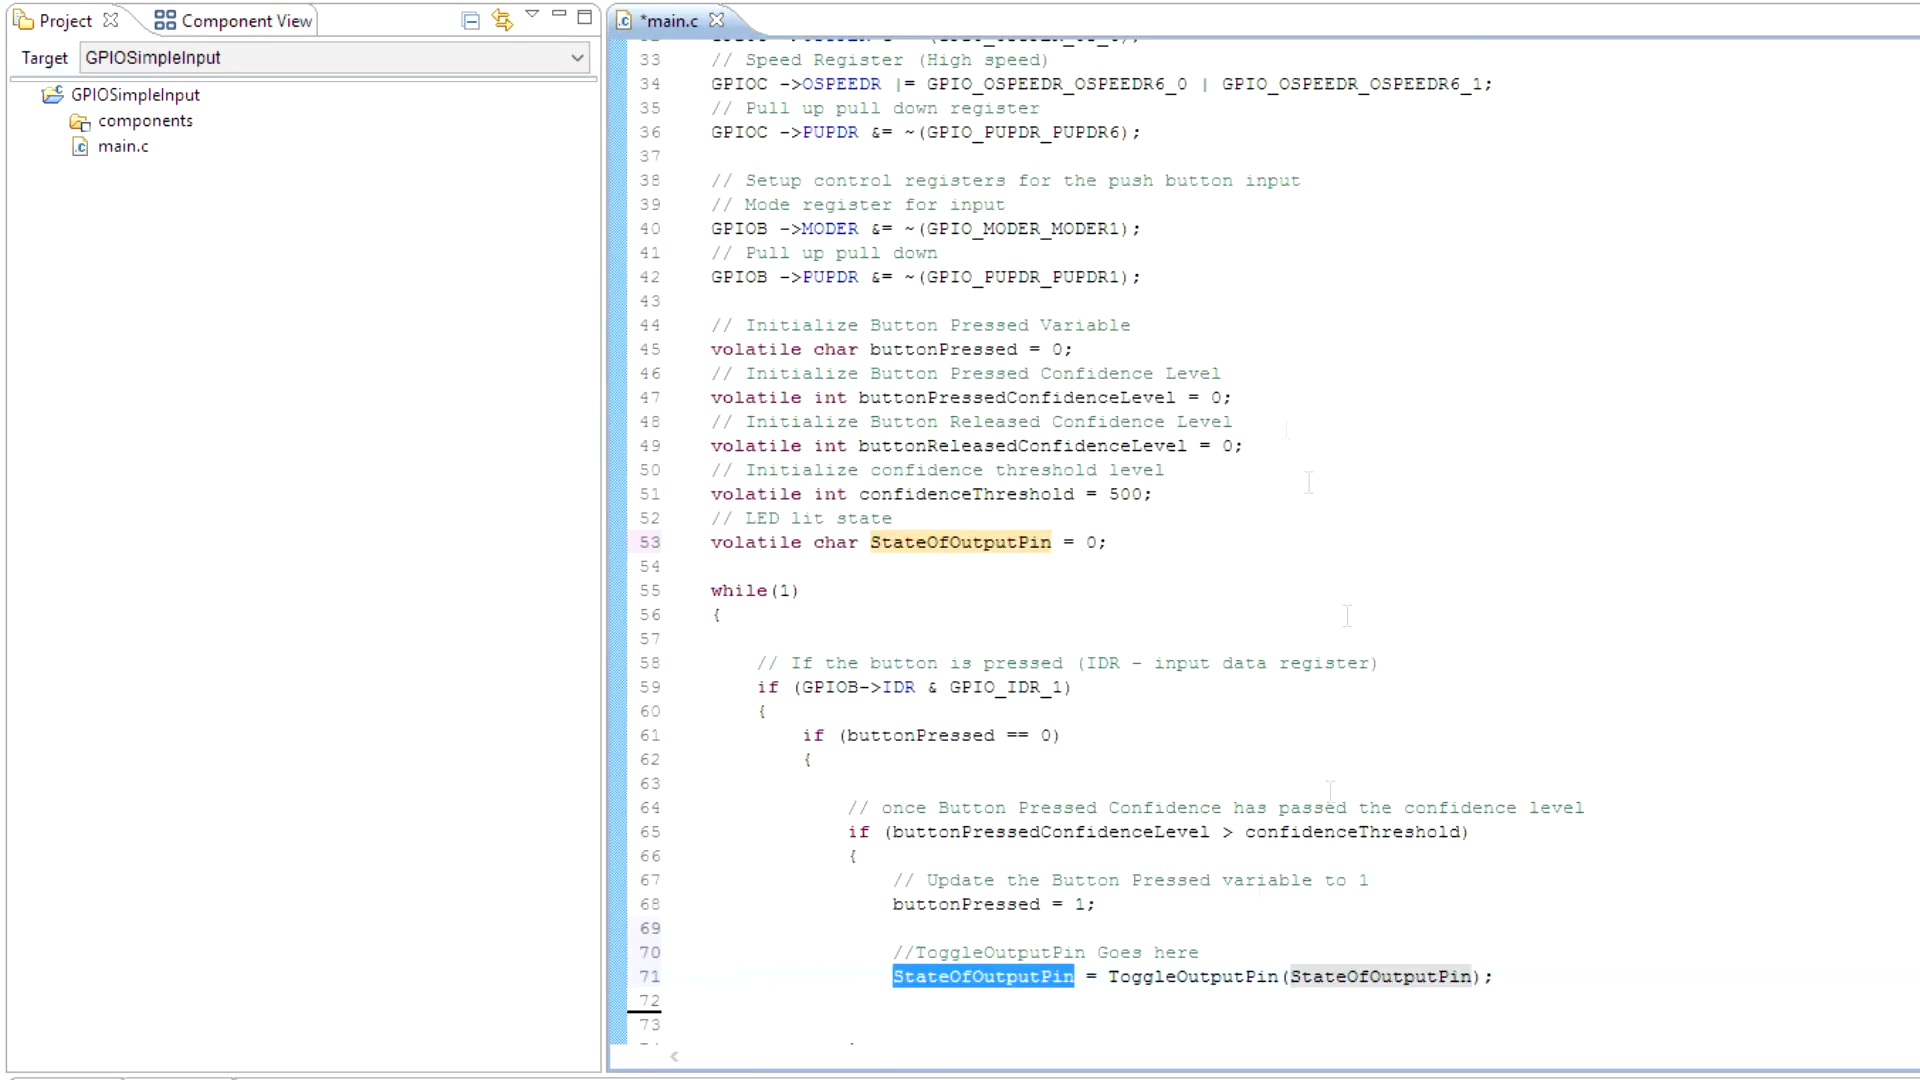 Project
Component View
*main.c
Target GPIOSimpleInput
GPIOSimpleInput
components
main.c
33 // Speed Register (High speed)
34 GPIOC ->OSPEEDR |= GPIO_OSPEEDR_OSPEEDR6_0 | GPIO_OSPEEDR_OSPEEDR6_1;
35 // Pull up pull down register
36 GPIOC ->PUPDR &= ~(GPIO_PUPDR_PUPDR6);
37
38 // Setup control registers for the push button input
39 // Mode register for input
40 GPIOB ->MODER &= ~(GPIO_MODER_MODER1);
41 // Pull up pull down
42 GPIOB ->PUPDR &= ~(GPIO_PUPDR_PUPDR1);
43
44 // Initialize Button Pressed Variable
45 volatile char buttonPressed = 0;
46 // Initialize Button Pressed Confidence Level
47 volatile int buttonPressedConfidenceLevel = 0;
48 // Initialize Button Released Confidence Level
49 volatile int buttonReleasedConfidenceLevel = 0;
50 // Initialize confidence threshold level
51 volatile int confidenceThreshold = 500;
52 // LED lit state
53 volatile char StateOfOutputPin = 0;
54
55 while(1)
56 {
57
58 // If the button is pressed (IDR - input data register)
59 if (GPIOB->IDR & GPIO_IDR_1)
60 {
61 if (buttonPressed == 0)
62 {
63
64 // once Button Pressed Confidence has passed the confidence level
65 if (buttonPressedConfidenceLevel > confidenceThreshold)
66 {
67 // Update the Button Pressed variable to 1
68 buttonPressed = 1;
69
70 //ToggleOutputPin Goes here
71 StateOfOutputPin = ToggleOutputPin(StateOfOutputPin);
72
73